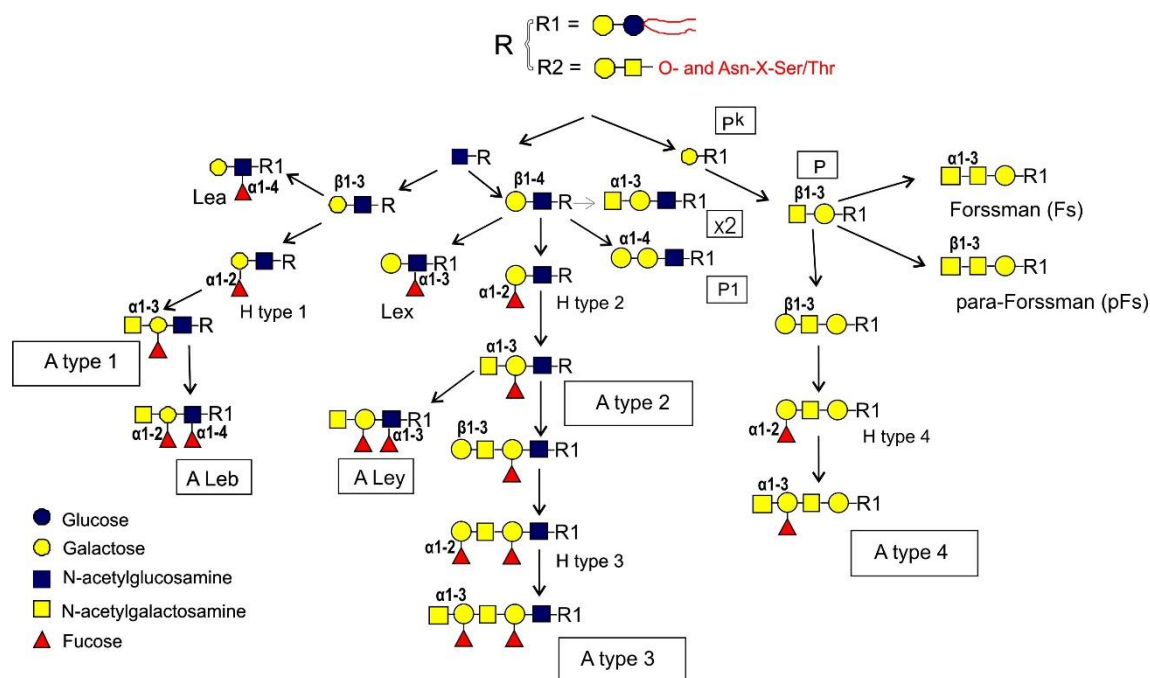 R
R1 =
R2 = O- and Asn-X-Ser/Thr
Pk
P
R
R1
α1-3
R1
Forssman (Fs)
β1-3
R1
β1-3
R1
para-Forssman (pFs)
R1
α1-4
Lea
β1-3
R
β1-4
R
α1-3
R1
x2
α1-4
R1
P1
α1-2
R
H type 1
R1
α1-3
Lex
α1-2
R
H type 2
β1-3
R1
α1-3
R
A type 1
α1-3
R
A type 2
α1-2
R1
H type 4
R1
α1-2
α1-4
A Leb
R1
α1-3
A Ley
β1-3
R1
α1-3
R1
A type 4
α1-2
R1
H type 3
α1-3
R1
A type 3
Glucose
Galactose
N-acetylglucosamine
N-acetylgalactosamine
Fucose